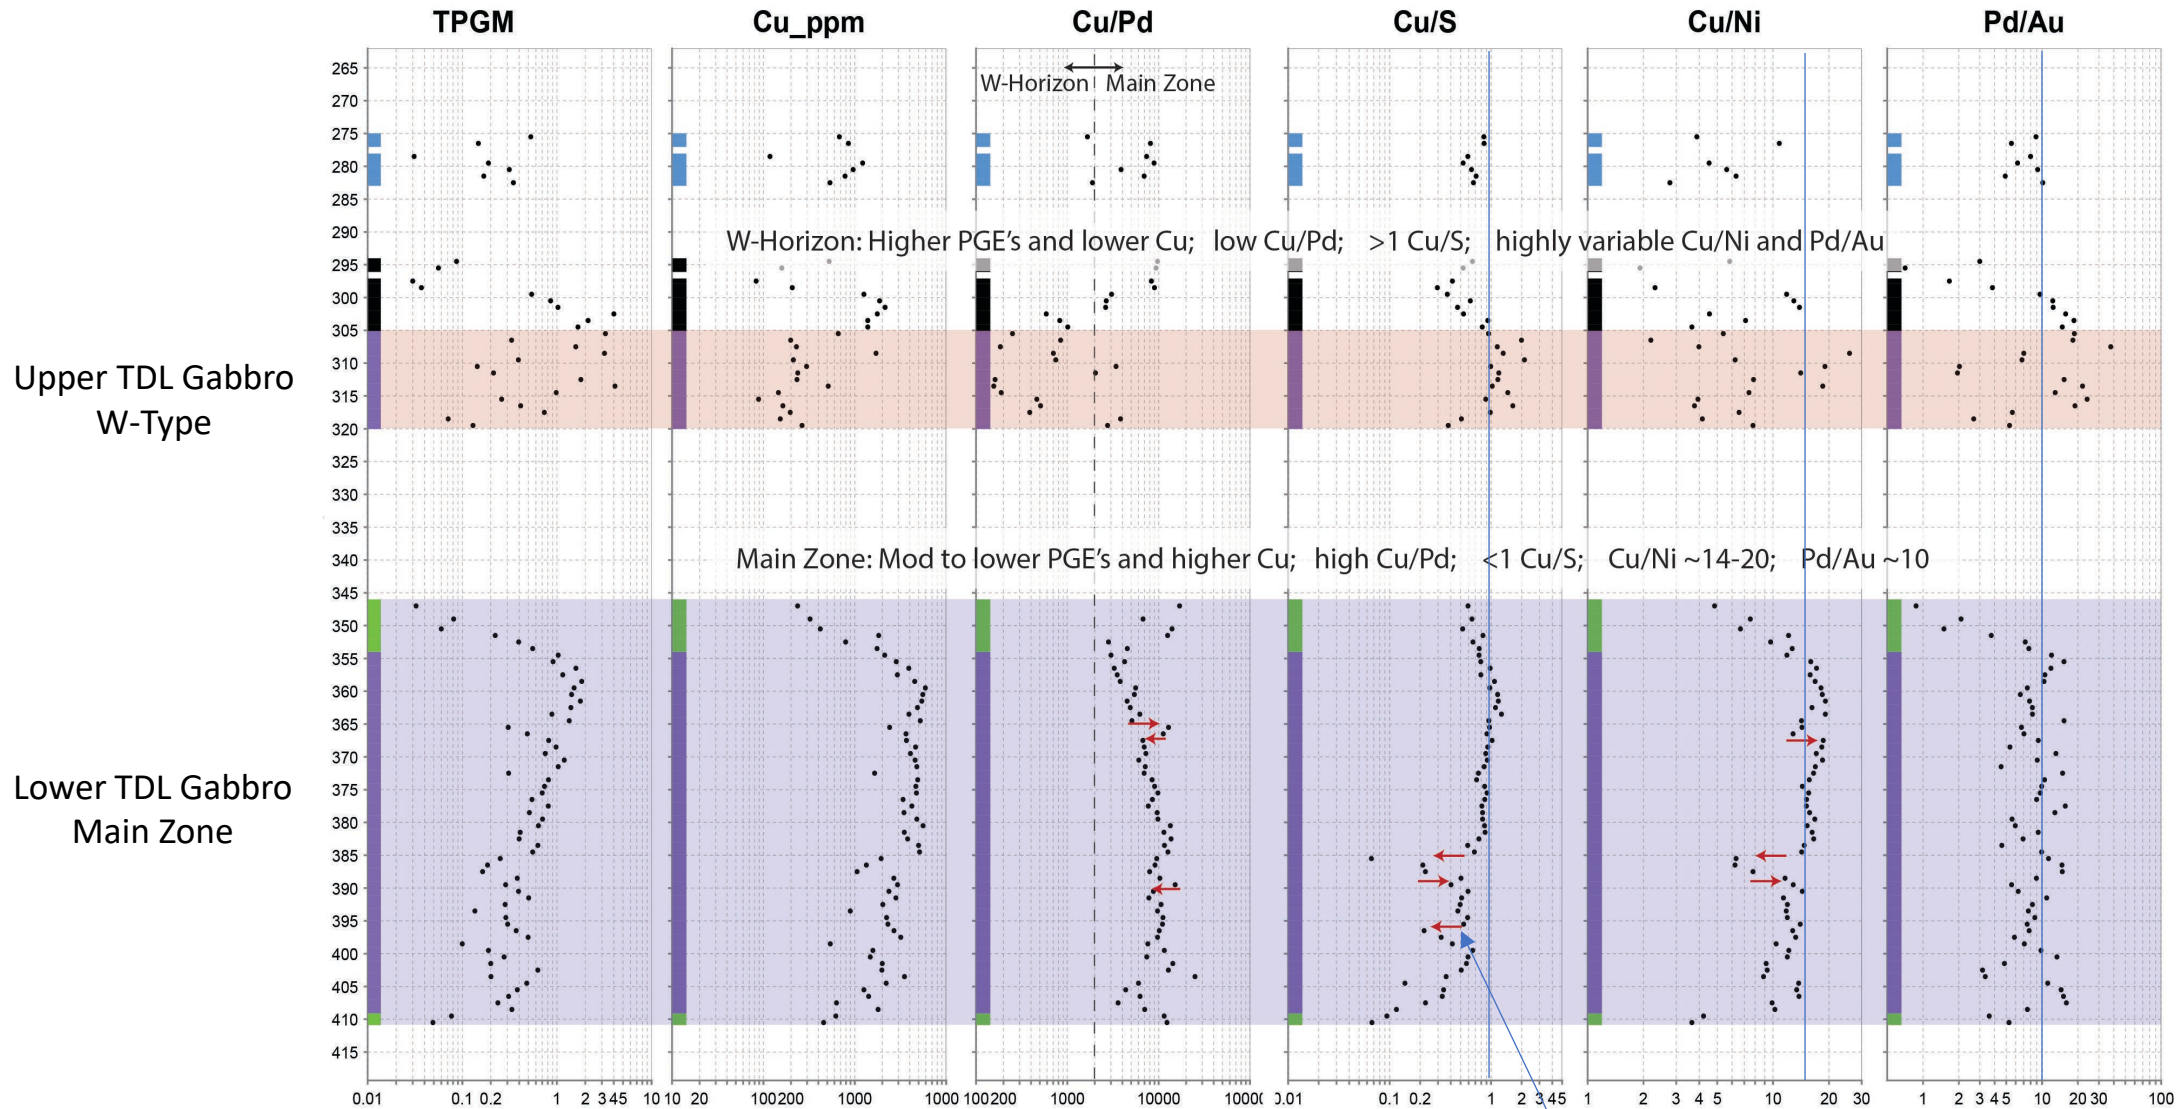 TPGM Cu_ppm Cu/Pd Cu/S Cu/Ni Pd/Au
265
270
275
280
285
290
295
300
305
310
315
320
325
330
335
340
345
350
355
360
365
370
375
380
385
390
395
400
405
410
415
W-Horizon Main Zone
W-Horizon: Higher PGE's and lower Cu; low Cu/Pd; >1 Cu/S; highly variable Cu/Ni and Pd/Au
Upper TDL Gabbro
W-Type
Main Zone: Mod to lower PGE's and higher Cu; high Cu/Pd; <1 Cu/S; Cu/Ni ~14-20; Pd/Au ~10
Lower TDL Gabbro
Main Zone
0.01 0.1 0.2 1 2 3 4 5 10
10 20 100 200 1000 10000
100 200 1000 10000 100000
0.01 0.1 0.2 1 2 3 4 5
1 2 3 4 5 10 20 30
1 2 3 4 5 10 20 30 100